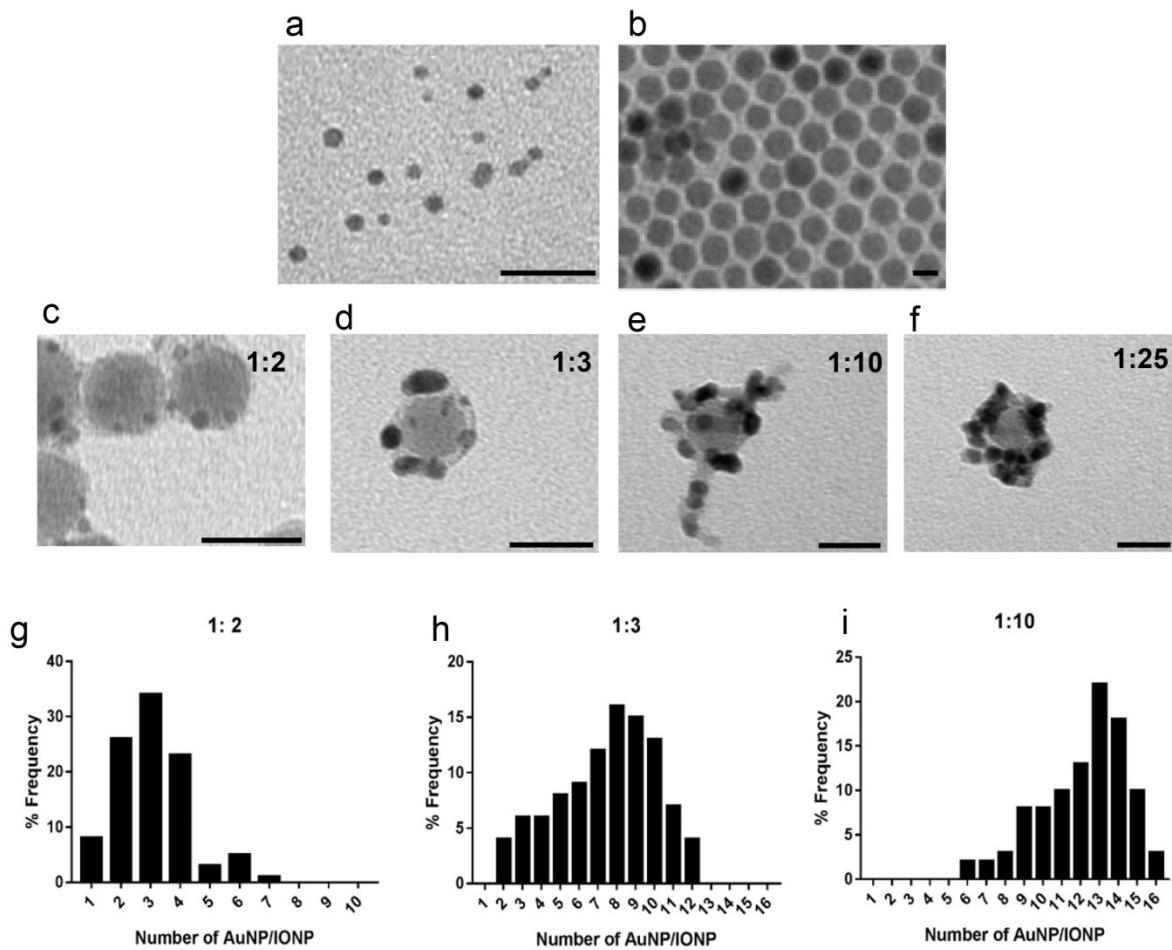 a
b
c
1:2
d
1:3
e
1:10
f
1:25
g
1: 2
% Frequency
40
30
20
10
0
1 2 3 4 5 6 7 8 9 10
Number of AuNP/IONP
h
1:3
% Frequency
20
15
10
5
0
1 2 3 4 5 6 7 8 9 10 11 12 13 14 15 16
Number of AuNP/IONP
i
1:10
% Frequency
25
20
15
10
5
0
1 2 3 4 5 6 7 8 9 10 11 12 13 14 15 16
Number of AuNP/IONP